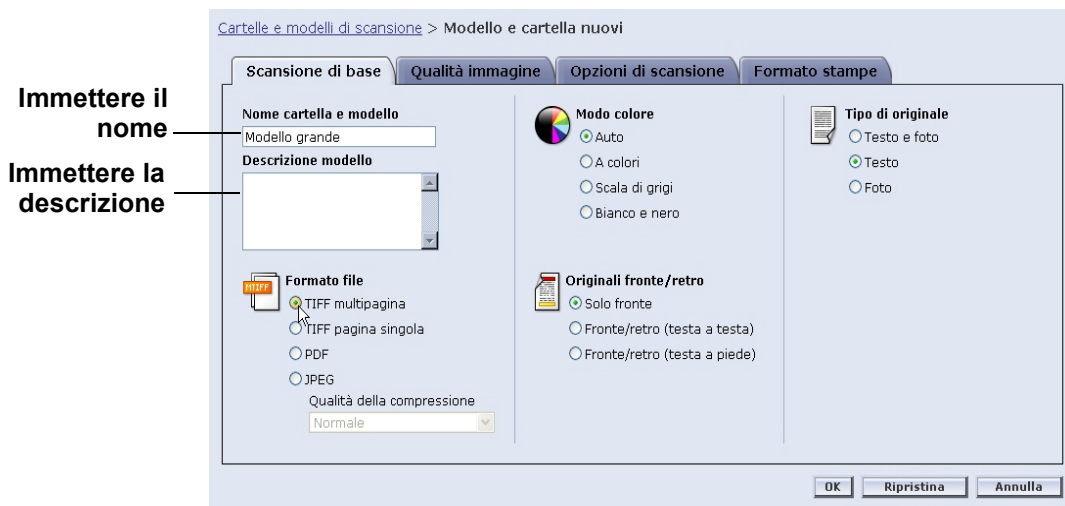 Cartelle e modelli di scansione > Modello e cartella nuovi
Scansione di base
Qualità immagine
Opzioni di scansione
Formato stampe
Immettere il
nome
Immettere la
descrizione
Nome cartella e modello
Modello grande
Descrizione modello
MTIFF
Formato file
TIFF multipagina
TIFF pagina singola
PDF
JPEG
Qualità della compressione
Normale
Modo colore
Auto
A colori
Scala di grigi
Bianco e nero
Originali fronte/retro
Solo fronte
Fronte/retro (testa a testa)
Fronte/retro (testa a piede)
Tipo di originale
Testo e foto
Testo
Foto
OK
Ripristina
Annulla